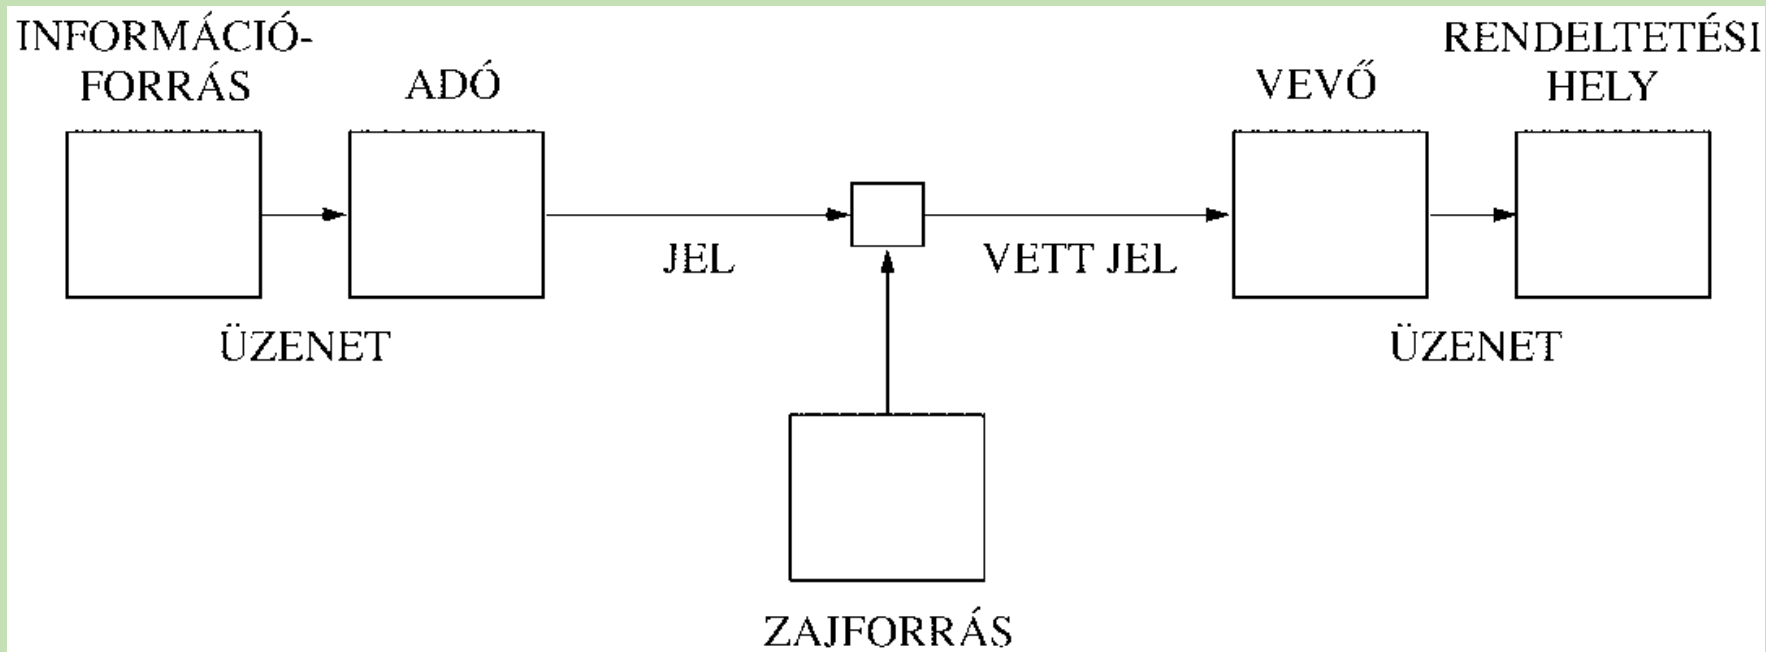 INFORMÁCIÓ-
FORRÁS
ADÓ
VEVŐ
RENDELTETÉSI
HELY
JEL
VETT JEL
ÜZENET
ÜZENET
ZAJFORRÁS